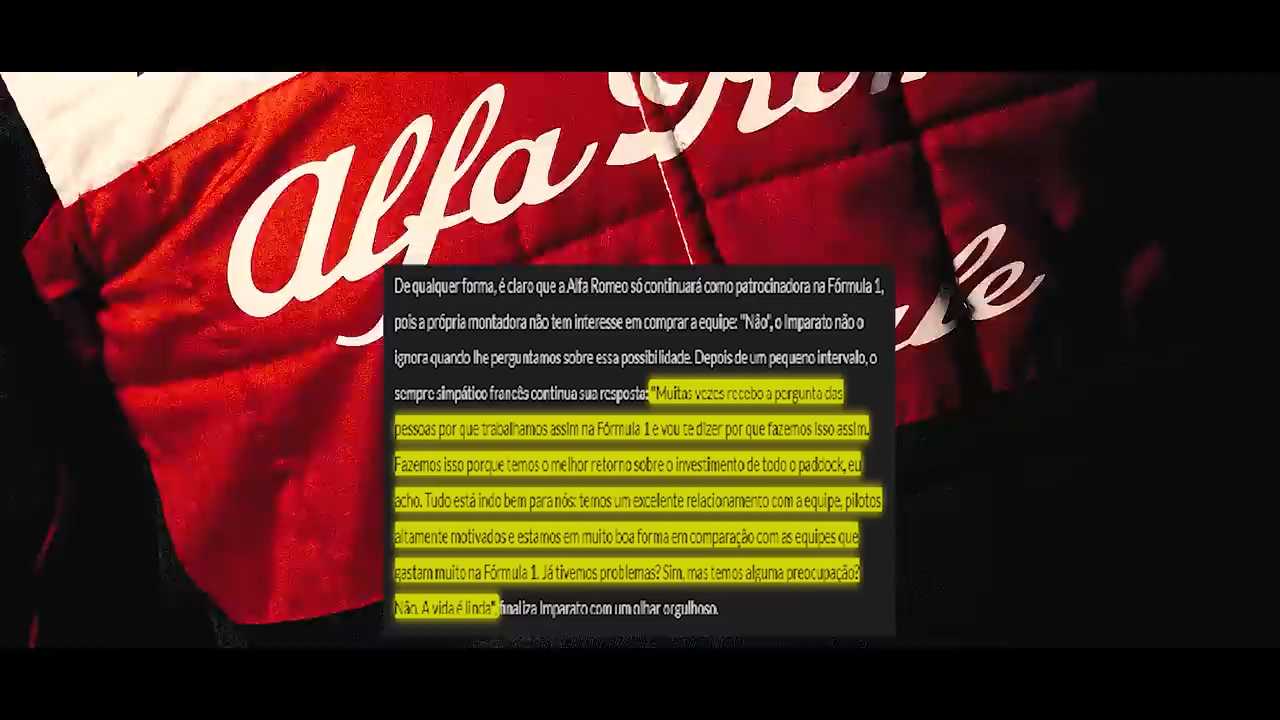 Alfa Ro
le
De qualquer forma, é claro que a Alfa Romeo só continuará como patrocinadora na Fórmula 1,
pois a própria montadora não tem interesse em comprar a equipe: "Não", o Imparato não o
ignora quando lhe perguntamos sobre essa possibilidade. Depois de um pequeno intervalo, o
sempre simpático francês continua sua resposta: "Muitas vezes recebo a pergunta das
pessoas por que trabalhamos assim na Fórmula 1 e vou te dizer por que fazemos isso assim.
Fazemos isso porque temos o melhor retorno sobre o investimento de todo o paddock, eu
acho. Tudo está indo bem para nós: temos um excelente relacionamento com a equipe, pilotos
altamente motivados e estamos em muito boa forma em comparação com as equipes que
gastam muito na Fórmula 1. Já tivemos problemas? Sim, mas temos alguma preocupação?
Não. A vida é linda", finaliza Imparato com um olhar orgulhoso.